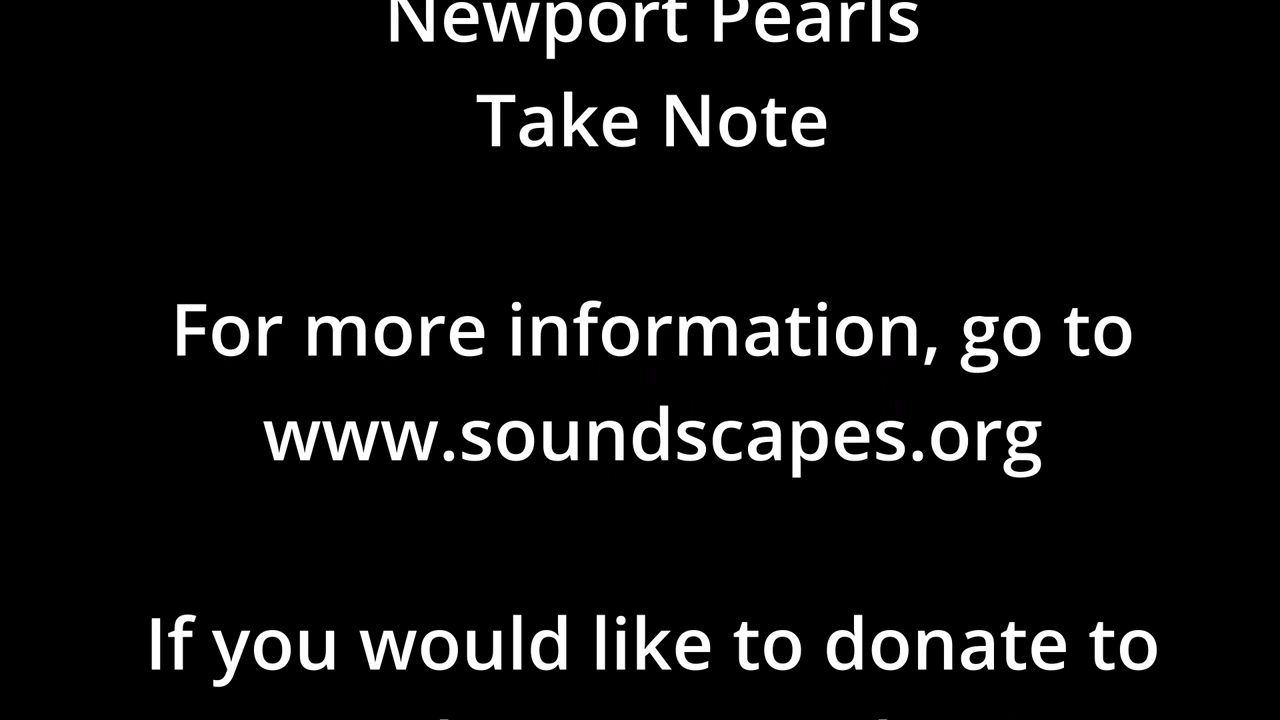 Newport Pearls
Take Note
For more information, go to
www.soundscapes.org
If you would like to donate to